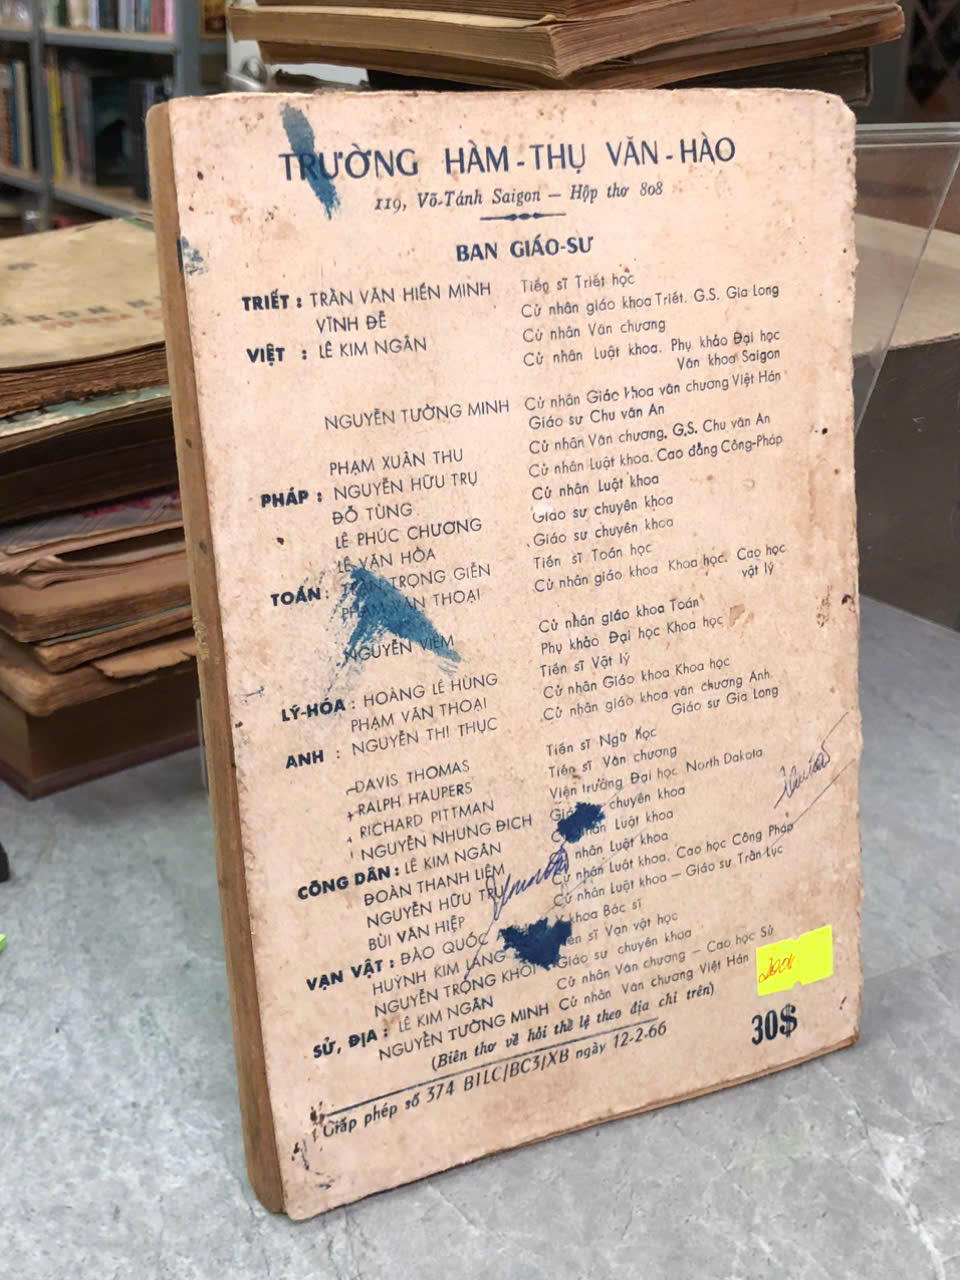 TRƯỜNG HÀM-THỤ VĂN-HÀO
119, Võ-Tánh Saigon — Hộp thơ 808
BAN GIÁO-SƯ
TRIẾT : TRẦN VĂN HIẾN MINH Tiến sĩ Triết học
VĨNH ĐỄ Cử nhân giáo khoa Triết. G.S. Gia Long
VIỆT : LÊ KIM NGÂN Cử nhân Văn chương
Cử nhân Luật khoa. Phụ khảo Đại học
Văn khoa Saigon
NGUYỄN TƯỜNG MINH Cử nhân Giáo khoa văn chương Việt Hán
Giáo sư Chu văn An
PHẠM XUÂN THU Cử nhân Văn chương. G.S. Chu văn An
PHÁP : NGUYỄN HỮU TRỤ Cử nhân Luật khoa. Cao đẳng Công-Pháp
ĐỖ TÙNG Cử nhân Luật khoa
LÊ PHÚC CHƯƠNG Giáo sư chuyên khoa
LÊ VĂN HÒA Giáo sư chuyên khoa
TOÁN : TRẦN TRỌNG GIỄN Tiến sĩ Toán học
PHẠM VĂN THOẠI Cử nhân giáo khoa Khoa học. Cao học
vật lý
NGUYỄN VIÊM Cử nhân giáo khoa Toán
Phụ khảo Đại học Khoa học
LÝ-HÓA : HOÀNG LÊ HÙNG Tiến sĩ Vật lý
PHẠM VĂN THOẠI Cử nhân Giáo khoa Khoa học
ANH : NGUYỄN THỊ THỤC Cử nhân giáo khoa văn chương Anh
Giáo sư Gia Long
DAVIS THOMAS Tiến sĩ Ngữ học
RALPH HAUPERS Tiến sĩ Văn chương
RICHARD PITTMAN Viện trưởng Đại học North Dakota
NGUYỄN NHUNG ĐICH Giáo chuyên khoa
CÔNG DÂN : LÊ KIM NGÂN Cử nhân Luật khoa
ĐOÀN THANH LIÊM nhân Luật khoa
NGUYỄN HỮU TRỤ Cử nhân Luật khoa. Cao học Công Pháp
BÙI VĂN HIỆP Cử nhân Luật khoa — Giáo sư Trần Lục
VẠN VẬT : ĐÀO QUỐC khoa Bác sĩ
HUỲNH KIM LANG sĩ Vạn vật học
NGUYỄN TRỌNG KHÔI Giáo sư chuyên khoa
SỬ, ĐỊA : LÊ KIM NGÂN Cử nhân Văn chương — Cao học Sử
NGUYỄN TƯỜNG MINH Cử nhân Văn chương Việt Hán
(Biên thơ về hỏi thể lệ theo địa chỉ trên)
Giấp phép số 374 BILC/BC3/XB ngày 12-2-66
30$